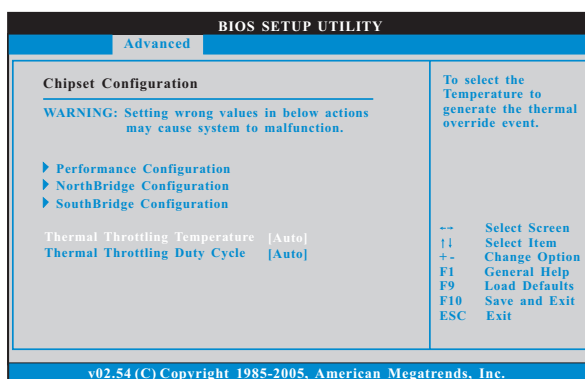 BIOS SETUP UTILITY
Advanced
Chipset Configuration
WARNING: Setting wrong values in below actions
may cause system to malfunction.
Performance Configuration
NorthBridge Configuration
SouthBridge Configuration
Thermal Throttling Temperature [Auto]
Thermal Throttling Duty Cycle [Auto]
To select the
Temperature to
generate the thermal
override event.
↔ Select Screen
↑↓ Select Item
+- Change Option
F1 General Help
F9 Load Defaults
F10 Save and Exit
ESC Exit
v02.54 (C) Copyright 1985-2005, American Megatrends, Inc.